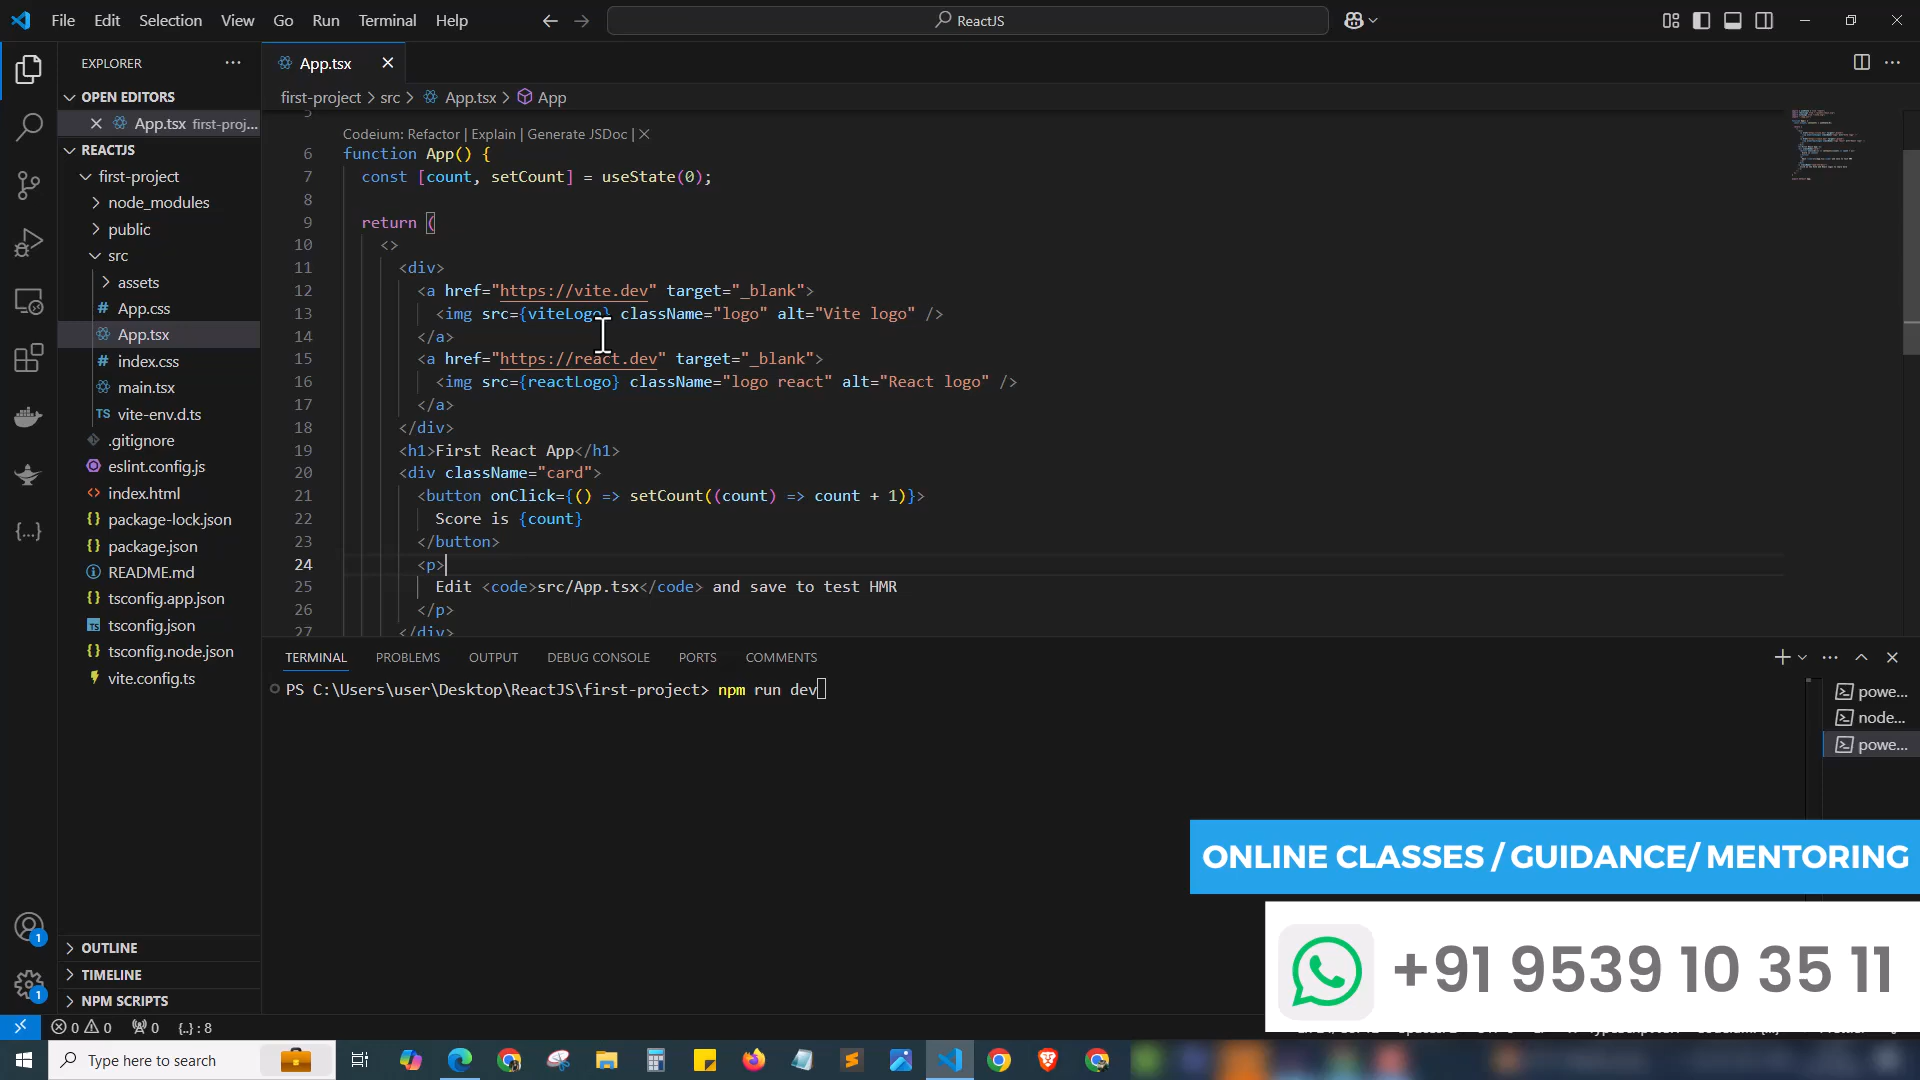 File Edit Selection View Go Run Terminal Help
ReactJS
EXPLORER
OPEN EDITORS
App.tsx first-proj...
REACTJS
first-project
node_modules
public
src
assets
# App.css
App.tsx
# index.css
main.tsx
TS vite-env.d.ts
.gitignore
eslint.config.js
<> index.html
{} package-lock.json
{} package.json
README.md
{} tsconfig.app.json
TS tsconfig.json
{} tsconfig.node.json
vite.config.ts
OUTLINE
TIMELINE
NPM SCRIPTS
App.tsx
first-project > src > App.tsx > App
5
Codeium: Refactor | Explain | Generate JSDoc | X
6 function App() {
7 const [count, setCount] = useState(0);
8
9 return (
10 <>
11 <div>
12 <a href="https://vite.dev" target="_blank">
13 <img src={viteLogo} className="logo" alt="Vite logo" />
14 </a>
15 <a href="https://react.dev" target="_blank">
16 <img src={reactLogo} className="logo react" alt="React logo" />
17 </a>
18 </div>
19 <h1>First React App</h1>
20 <div className="card">
21 <button onClick={() => setCount((count) => count + 1)}>
22 Score is {count}
23 </button>
24 <p>
25 Edit <code>src/App.tsx</code> and save to test HMR
26 </p>
27 </div>
TERMINAL PROBLEMS OUTPUT DEBUG CONSOLE PORTS COMMENTS
PS C:\Users\user\Desktop\ReactJS\first-project> npm run dev
powe...
node...
powe...
ONLINE CLASSES / GUIDANCE/ MENTORING
+91 9539 10 35 11
1
1
0 0 0 {..} : 8
Type here to search